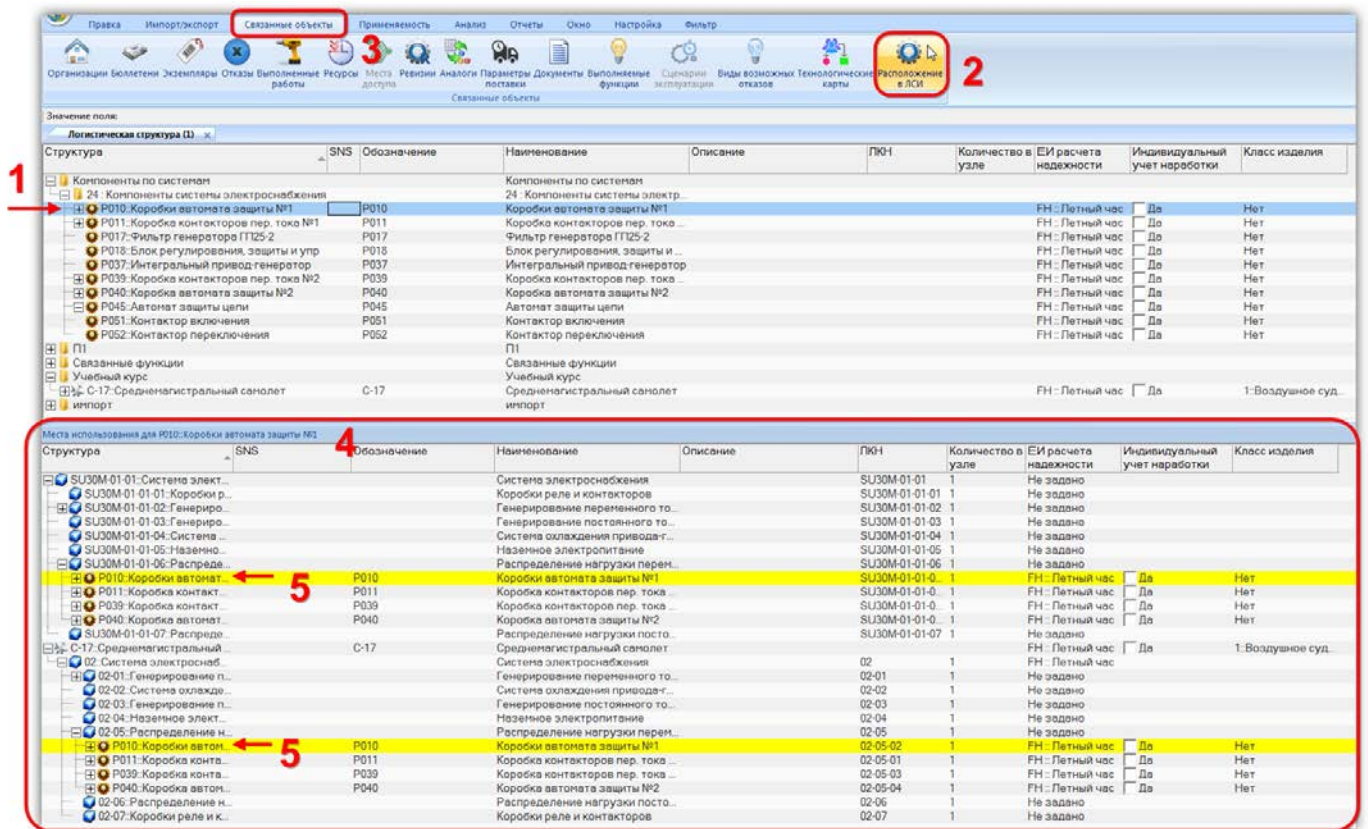 Правка Импорт/экспорт Связанные объекты Применяемость Анализ Отчеты Окно Настройка Фильтр
3
2
Организации Бюллетени Экземпляры Отказы Выполненные работы Ресурсы Места доступа Ревизии Аналоги Параметры поставки Документы Выполняемые функции Сценарии эксплуатации Виды возможных отказов Технологические карты Расположение в ЛСИ
Связанные объекты
Значение поля:
Логистическая структура (1) x
Структура SNS Обозначение Наименование Описание ЛКН Количество в узле ЕИ расчета надежности Индивидуальный учет наработки Класс изделия
1
Компоненты по системам Компоненты по системам
24 : Компоненты системы электроснабжения 24 : Компоненты системы электр...
P010::Коробки автомата защиты №1 P010 Коробки автомата защиты №1 FH :: Летный час Да Нет
P011::Коробка контакторов пер. тока №1 P011 Коробка контакторов пер. тока ... FH :: Летный час Да Нет
P017::Фильтр генератора ГП25-2 P017 Фильтр генератора ГП25-2 FH :: Летный час Да Нет
P018::Блок регулирования, защиты и упр P018 Блок регулирования, защиты и ... FH :: Летный час Да Нет
P037::Интегральный привод-генератор P037 Интегральный привод-генератор FH :: Летный час Да Нет
P039::Коробка контакторов пер. тока №2 P039 Коробка контакторов пер. тока ... FH :: Летный час Да Нет
P040::Коробка автомата защиты №2 P040 Коробка автомата защиты №2 FH :: Летный час Да Нет
P045::Автомат защиты цепи P045 Автомат защиты цепи FH :: Летный час Да Нет
P051::Контактор включения P051 Контактор включения FH :: Летный час Да Нет
P052::Контактор переключения P052 Контактор переключения FH :: Летный час Да Нет
П1 П1
Связанные функции Связанные функции
Учебный курс Учебный курс
С-17::Среднемагистральный самолет С-17 Среднемагистральный самолет FH :: Летный час Да 1::Воздушное суд...
импорт импорт
Места использования для P010::Коробки автомата защиты №1
4
Структура SNS Обозначение Наименование Описание ЛКН Количество в узле ЕИ расчета надежности Индивидуальный учет наработки Класс изделия
SU30M-01-01::Система элект... Система электроснабжения SU30M-01-01 1 Не задано
SU30M-01-01-01::Коробки р... Коробки реле и контакторов SU30M-01-01-01 1 Не задано
SU30M-01-01-02::Генериро... Генерирование переменного то... SU30M-01-01-02 1 Не задано
SU30M-01-01-03::Генериро... Генерирование постоянного то... SU30M-01-01-03 1 Не задано
SU30M-01-01-04::Система ... Система охлаждения привода-г... SU30M-01-01-04 1 Не задано
SU30M-01-01-05::Наземно... Наземное электропитание SU30M-01-01-05 1 Не задано
SU30M-01-01-06::Распреде... Распределение нагрузки перем... SU30M-01-01-06 1 Не задано
P010::Коробки автомат... 5 P010 Коробки автомата защиты №1 SU30M-01-01-0... 1 FH :: Летный час Да Нет
P011::Коробка контакт... P011 Коробка контакторов пер. тока ... SU30M-01-01-0... 1 FH :: Летный час Да Нет
P039::Коробка контакт... P039 Коробка контакторов пер. тока ... SU30M-01-01-0... 1 FH :: Летный час Да Нет
P040::Коробка автомат... P040 Коробка автомата защиты №2 SU30M-01-01-0... 1 FH :: Летный час Да Нет
SU30M-01-01-07::Распреде... Распределение нагрузки посто... SU30M-01-01-07 1 Не задано
С-17::Среднемагистральный ... С-17 Среднемагистральный самолет FH :: Летный час Да 1::Воздушное суд...
02::Система электроснаб... Система электроснабжения 02 1 FH :: Летный час
02-01::Генерирование п... Генерирование переменного то... 02-01 1 Не задано
02-02::Система охлажде... Система охлаждения привода-г... 02-02 1 Не задано
02-03::Генерирование п... Генерирование постоянного то... 02-03 1 Не задано
02-04::Наземное элект... Наземное электропитание 02-04 1 Не задано
02-05::Распределение н... Распределение нагрузки перем... 02-05 1 Не задано
P010::Коробки автом... 5 P010 Коробки автомата защиты №1 02-05-02 1 FH :: Летный час Да Нет
P011::Коробка конта... P011 Коробка контакторов пер. тока ... 02-05-01 1 FH :: Летный час Да Нет
P039::Коробка конта... P039 Коробка контакторов пер. тока ... 02-05-03 1 FH :: Летный час Да Нет
P040::Коробка автом... P040 Коробка автомата защиты №2 02-05-04 1 FH :: Летный час Да Нет
02-06::Распределение н... Распределение нагрузки посто... 02-06 1 Не задано
02-07::Коробки реле и к... Коробки реле и контакторов 02-07 1 Не задано